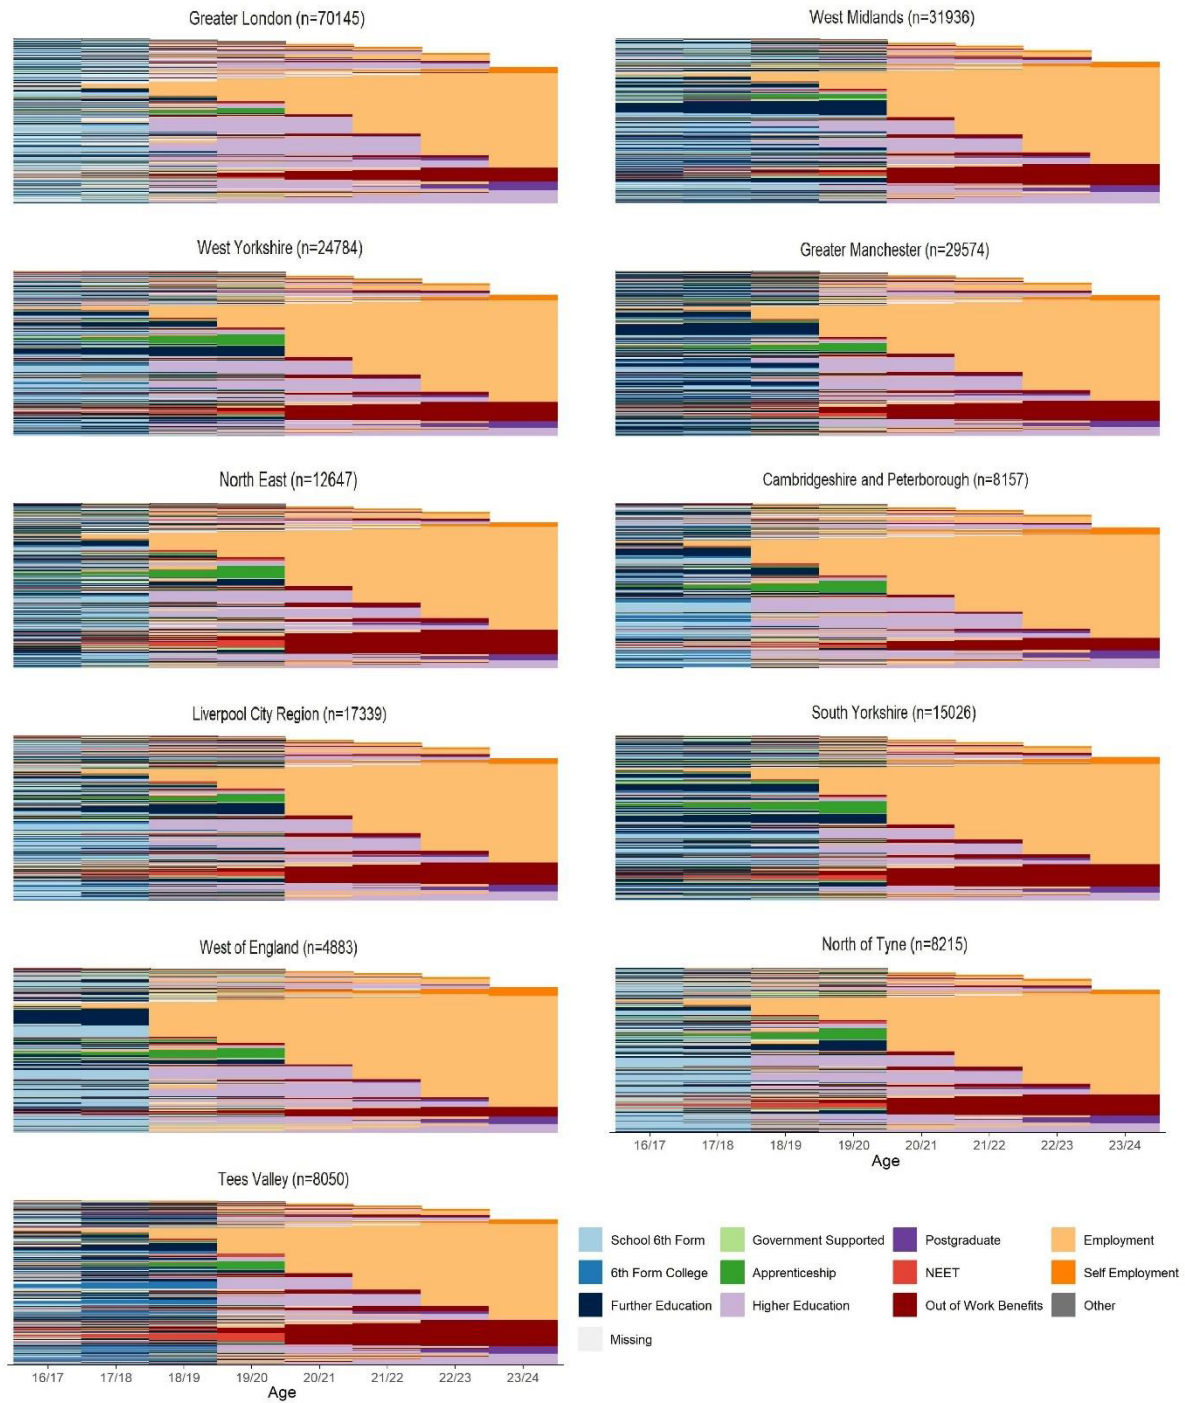 Greater London (n=70145)
West Midlands (n=31936)
West Yorkshire (n=24784)
Greater Manchester (n=29574)
North East (n=12647)
Cambridgeshire and Peterborough (n=8157)
Liverpool City Region (n=17339)
South Yorkshire (n=15026)
West of England (n=4883)
North of Tyne (n=8215)
16/17 17/18 18/19 19/20 20/21 21/22 22/23 23/24
Age
Tees Valley (n=8050)
16/17 17/18 18/19 19/20 20/21 21/22 22/23 23/24
Age
School 6th Form Government Supported Postgraduate Employment
6th Form College Apprenticeship NEET Self Employment
Further Education Higher Education Out of Work Benefits Other
Missing